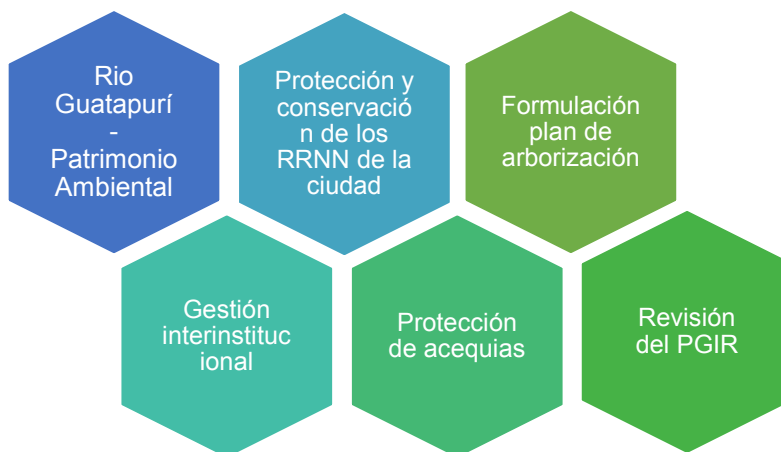 Rio
Guatapurí
-
Patrimonio
Ambiental
Protección y
conservació
n de los
RRNN de la
ciudad
Formulación
plan de
arborización
Gestión
interinstituc
ional
Protección
de acequias
Revisión
del PGIR